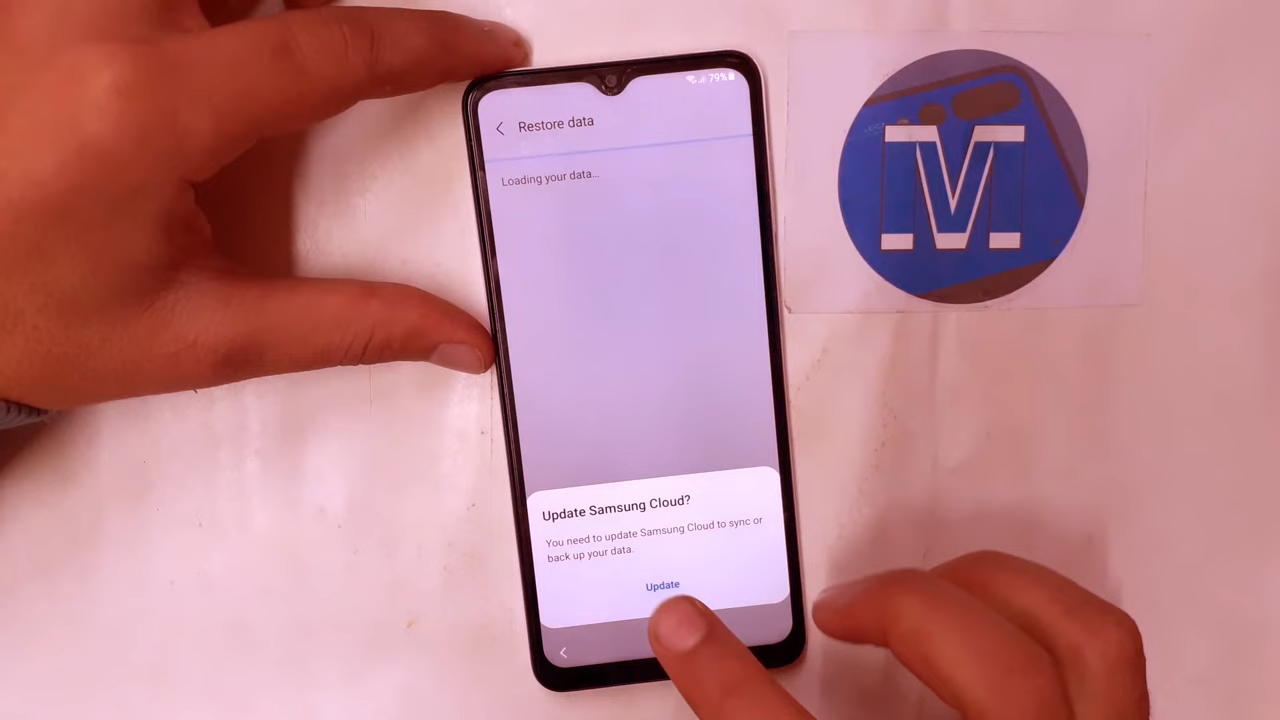 79%
Restore data
Loading your data...
Update Samsung Cloud?
You need to update Samsung Cloud to sync or
back up your data.
Update
M